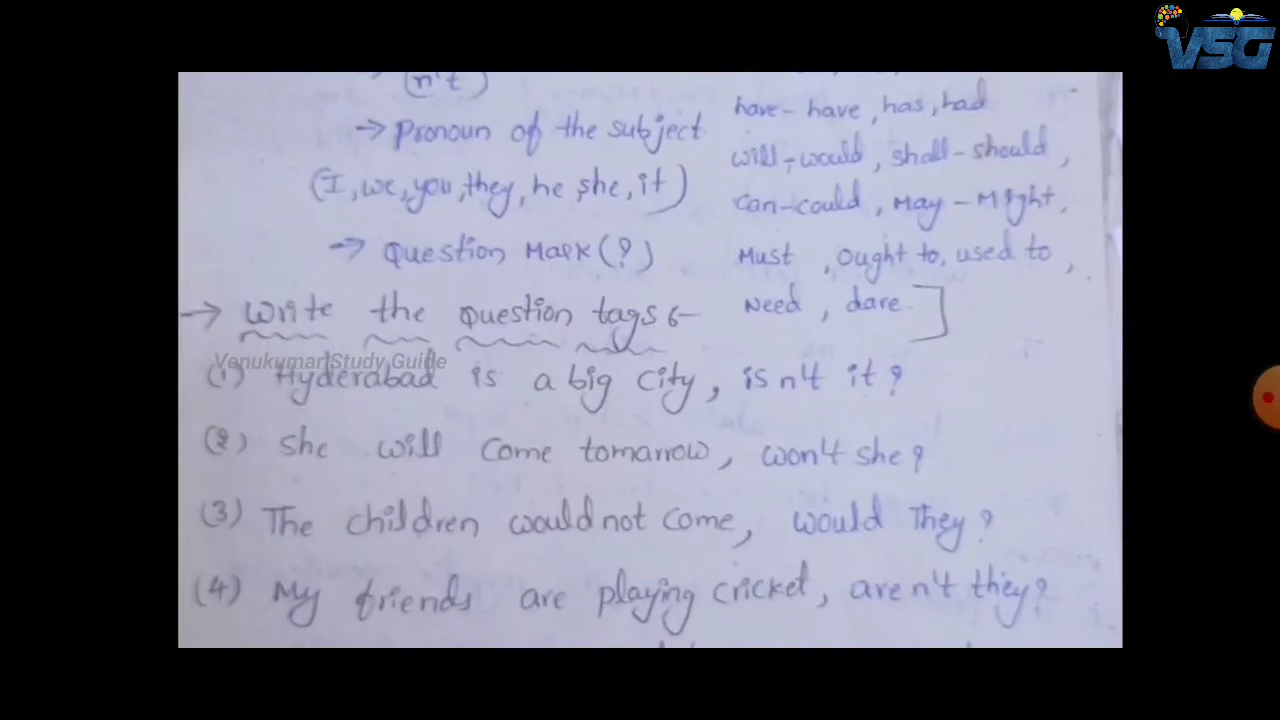 VSG
(n't)
→ Pronoun of the subject
(I, we, you, they, he, she, it)
→ Question Mark (?)
have - have, has, had
will - would, shall - should,
can - could, May - Might,
Must, ought to, used to,
Need, dare ]
→ Write the Question tags :-
Venukumar Study Guide
(1) Hyderabad is a big city, isn't it?
(2) She will come tomarrow, won't she?
(3) The children would not come, would they?
(4) My friends are playing cricket, aren't they?